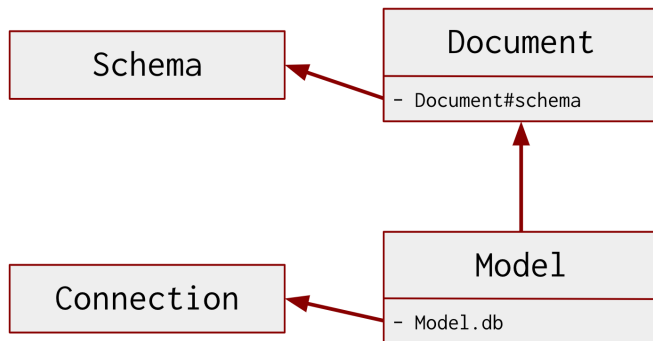 Schema
Document
- Document#schema
Connection
Model
- Model.db